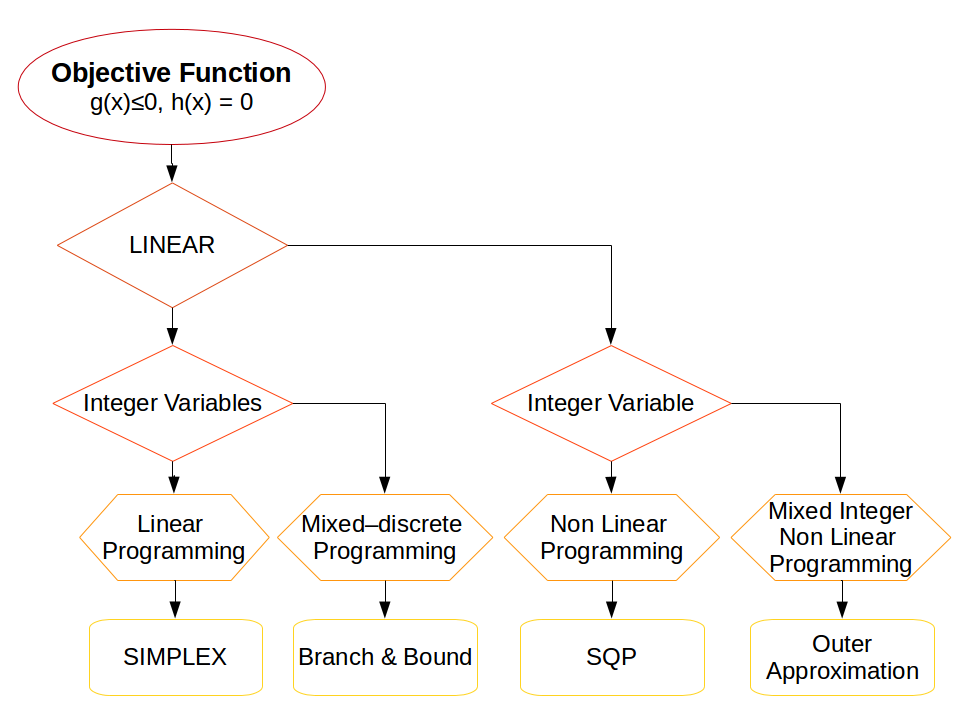 Objective Function
g(x)≤0, h(x) = 0
LINEAR
Integer Variables
Integer Variable
Linear
Programming
Mixed–discrete
Programming
Non Linear
Programming
Mixed Integer
Non Linear
Programming
SIMPLEX
Branch & Bound
SQP
Outer
Approximation